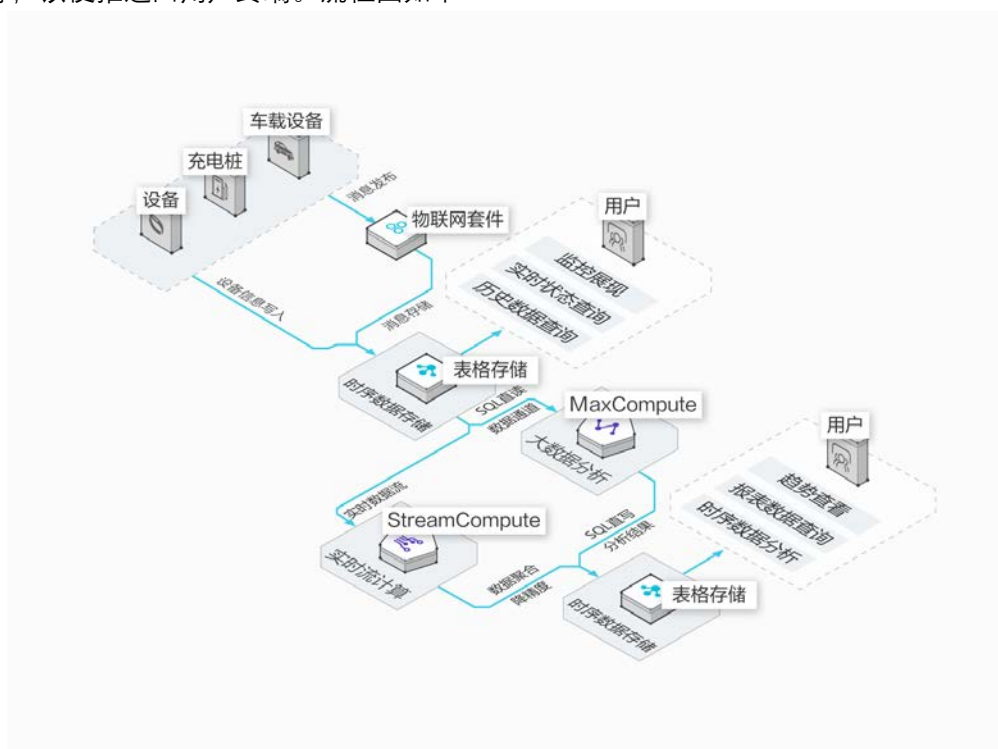 车载设备
充电桩
设备
消息发布
物联网套件
用户
监控展现
实时状态查询
历史数据查询
设备信息写入
消息存储
表格存储
时序数据存储
SQL直读
数据通道
MaxCompute
大数据分析
用户
趋势查看
报表数据查询
时序数据分析
实时数据流
StreamCompute
实时流计算
SQL直写
分析结果
数据聚合
降精度
表格存储
时序数据存储